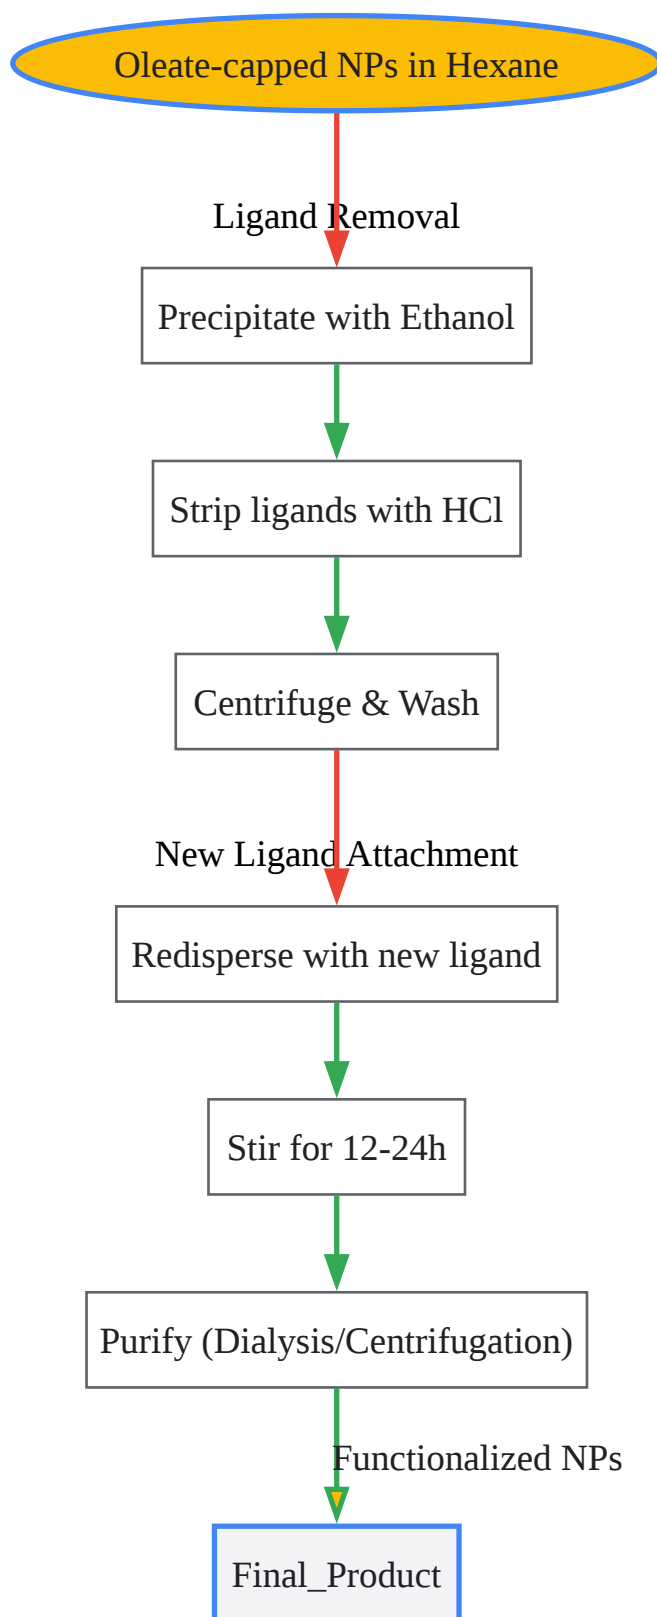 Oleate-capped NPs in Hexane
Ligand Removal
Precipitate with Ethanol
Strip ligands with HCl
Centrifuge & Wash
New Ligand Attachment
Redisperse with new ligand
Stir for 12-24h
Purify (Dialysis/Centrifugation)
Functionalized NPs
Final_Product